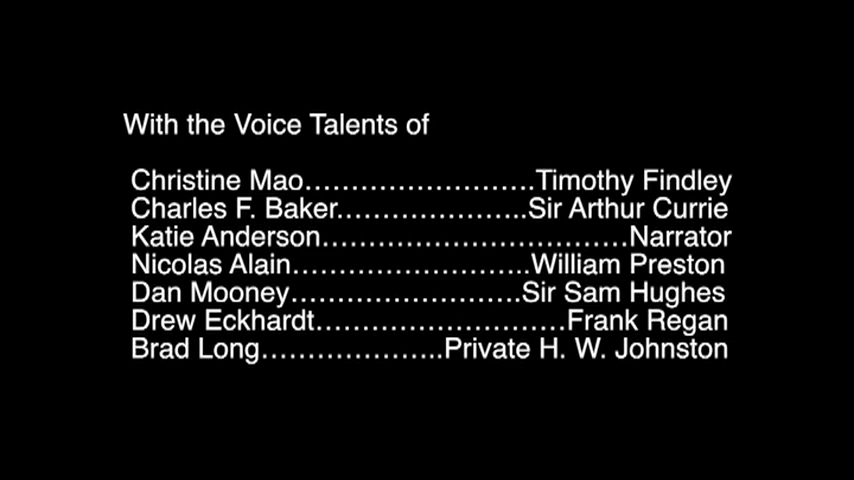 With the Voice Talents of
Christine Mao……………………….Timothy Findley
Charles F. Baker…………………..Sir Arthur Currie
Katie Anderson……………………………Narrator
Nicolas Alain……………………..William Preston
Dan Mooney…………………….Sir Sam Hughes
Drew Eckhardt………………………Frank Regan
Brad Long………………..Private H. W. Johnston